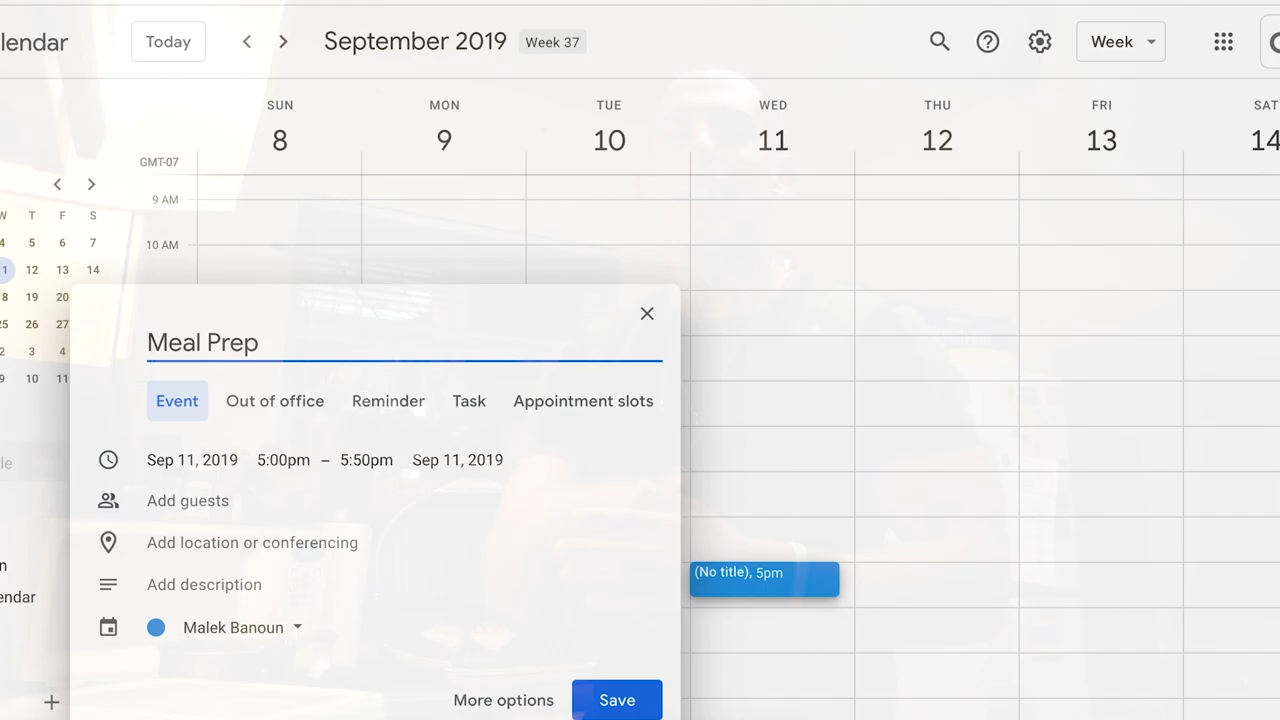 lendar Today September 2019 Week 37 Week
SUN MON TUE WED THU FRI SAT
8 9 10 11 12 13 14
GMT-07
9 AM
10 AM
W T F S
4 5 6 7
1 12 13 14
8 19 20
25 26 27
2 3 4
9 10 11
Meal Prep
Event Out of office Reminder Task Appointment slots
le
Sep 11, 2019 5:00pm – 5:50pm Sep 11, 2019
Add guests
Add location or conferencing
n
Add description
(No title), 5pm
endar
Malek Banoun
More options Save